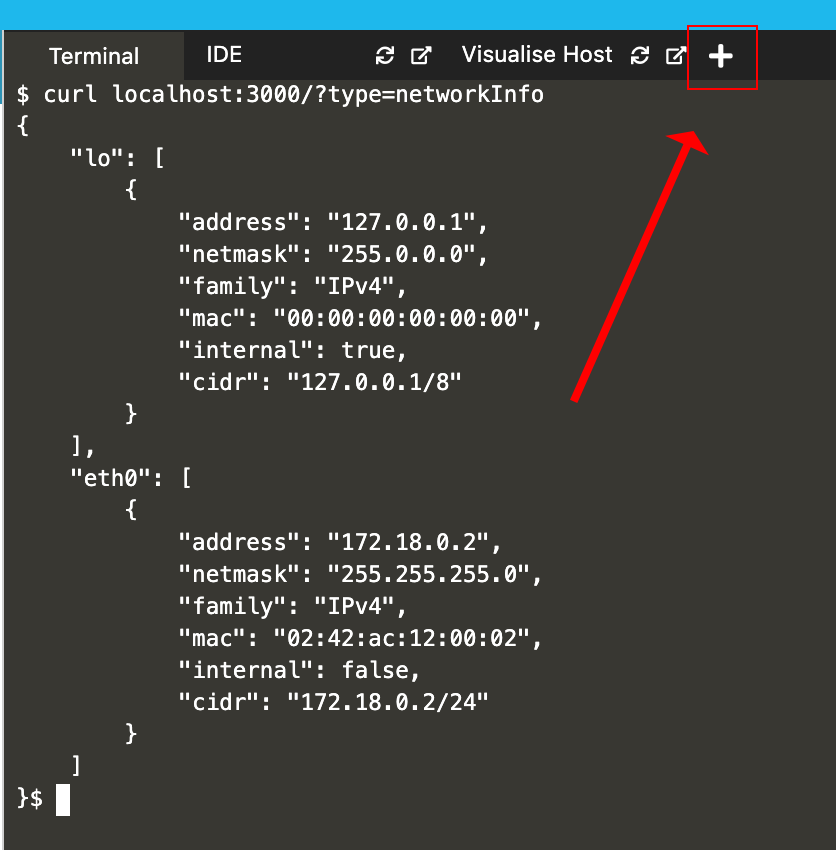 Terminal IDE Visualise Host
$ curl localhost:3000/?type=networkInfo
{
    "lo": [
        {
            "address": "127.0.0.1",
            "netmask": "255.0.0.0",
            "family": "IPv4",
            "mac": "00:00:00:00:00:00",
            "internal": true,
            "cidr": "127.0.0.1/8"
        }
    ],
    "eth0": [
        {
            "address": "172.18.0.2",
            "netmask": "255.255.255.0",
            "family": "IPv4",
            "mac": "02:42:ac:12:00:02",
            "internal": false,
            "cidr": "172.18.0.2/24"
        }
    ]
}$